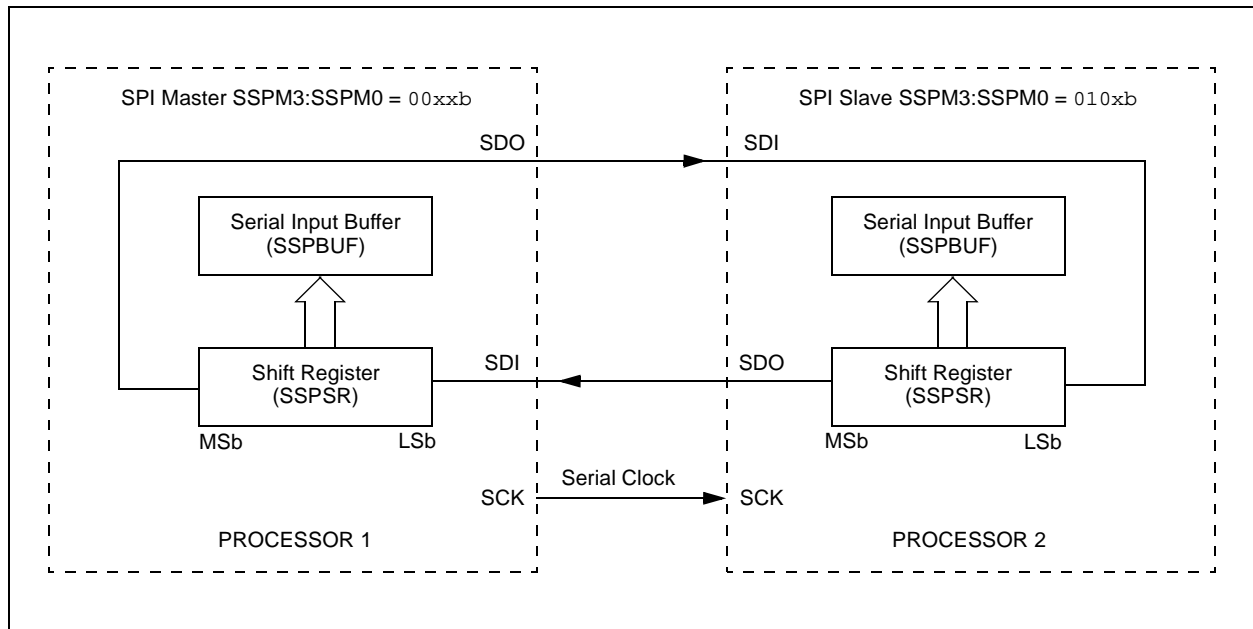 SPI Master SSPM3:SSPM0 = 00xxb
SDO
Serial Input Buffer
(SSPBUF)
Shift Register
(SSPSR)
MSb
LSb
SDI
SCK
PROCESSOR 1
Serial Clock
SPI Slave SSPM3:SSPM0 = 010xb
SDI
Serial Input Buffer
(SSPBUF)
SDO
Shift Register
(SSPSR)
MSb
LSb
SCK
PROCESSOR 2